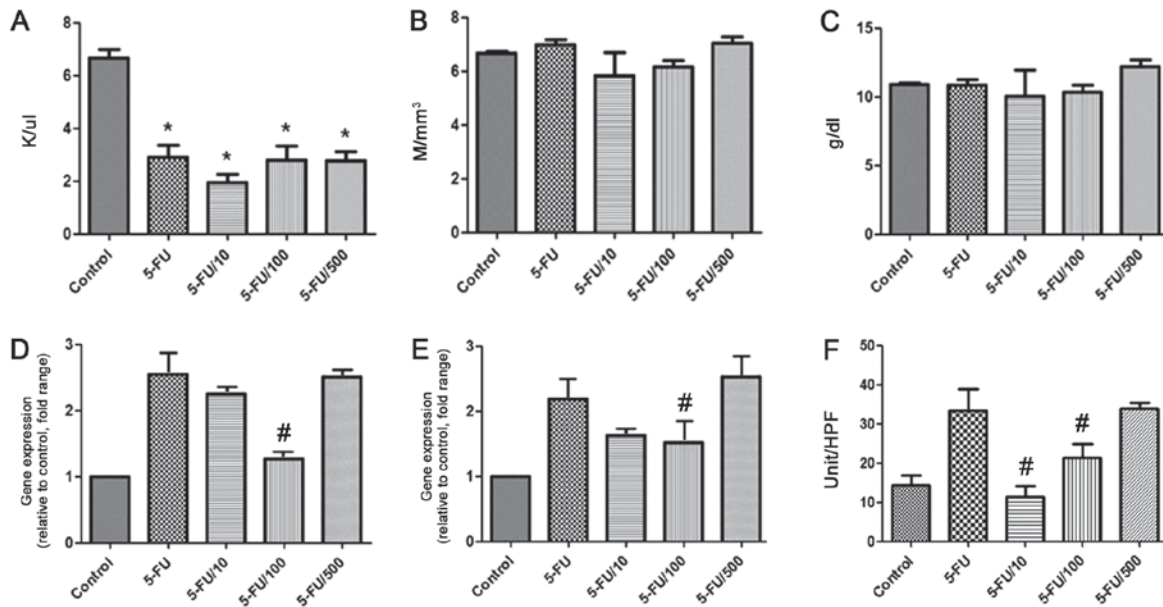 A
K/ul
8
6
4
2
0
*
*
*
*
Control
5-FU
5-FU/10
5-FU/100
5-FU/500
B
M/mm³
8
6
4
2
0
Control
5-FU
5-FU/10
5-FU/100
5-FU/500
C
g/dl
15
10
5
0
Control
5-FU
5-FU/10
5-FU/100
5-FU/500
D
Gene expression
(relative to control, fold range)
3
2
1
0
#
Control
5-FU
5-FU/10
5-FU/100
5-FU/500
E
Gene expression
(relative to control, fold range)
3
2
1
0
#
Control
5-FU
5-FU/10
5-FU/100
5-FU/500
F
Unit/HPF
50
40
30
20
10
0
#
#
Control
5-FU
5-FU/10
5-FU/100
5-FU/500